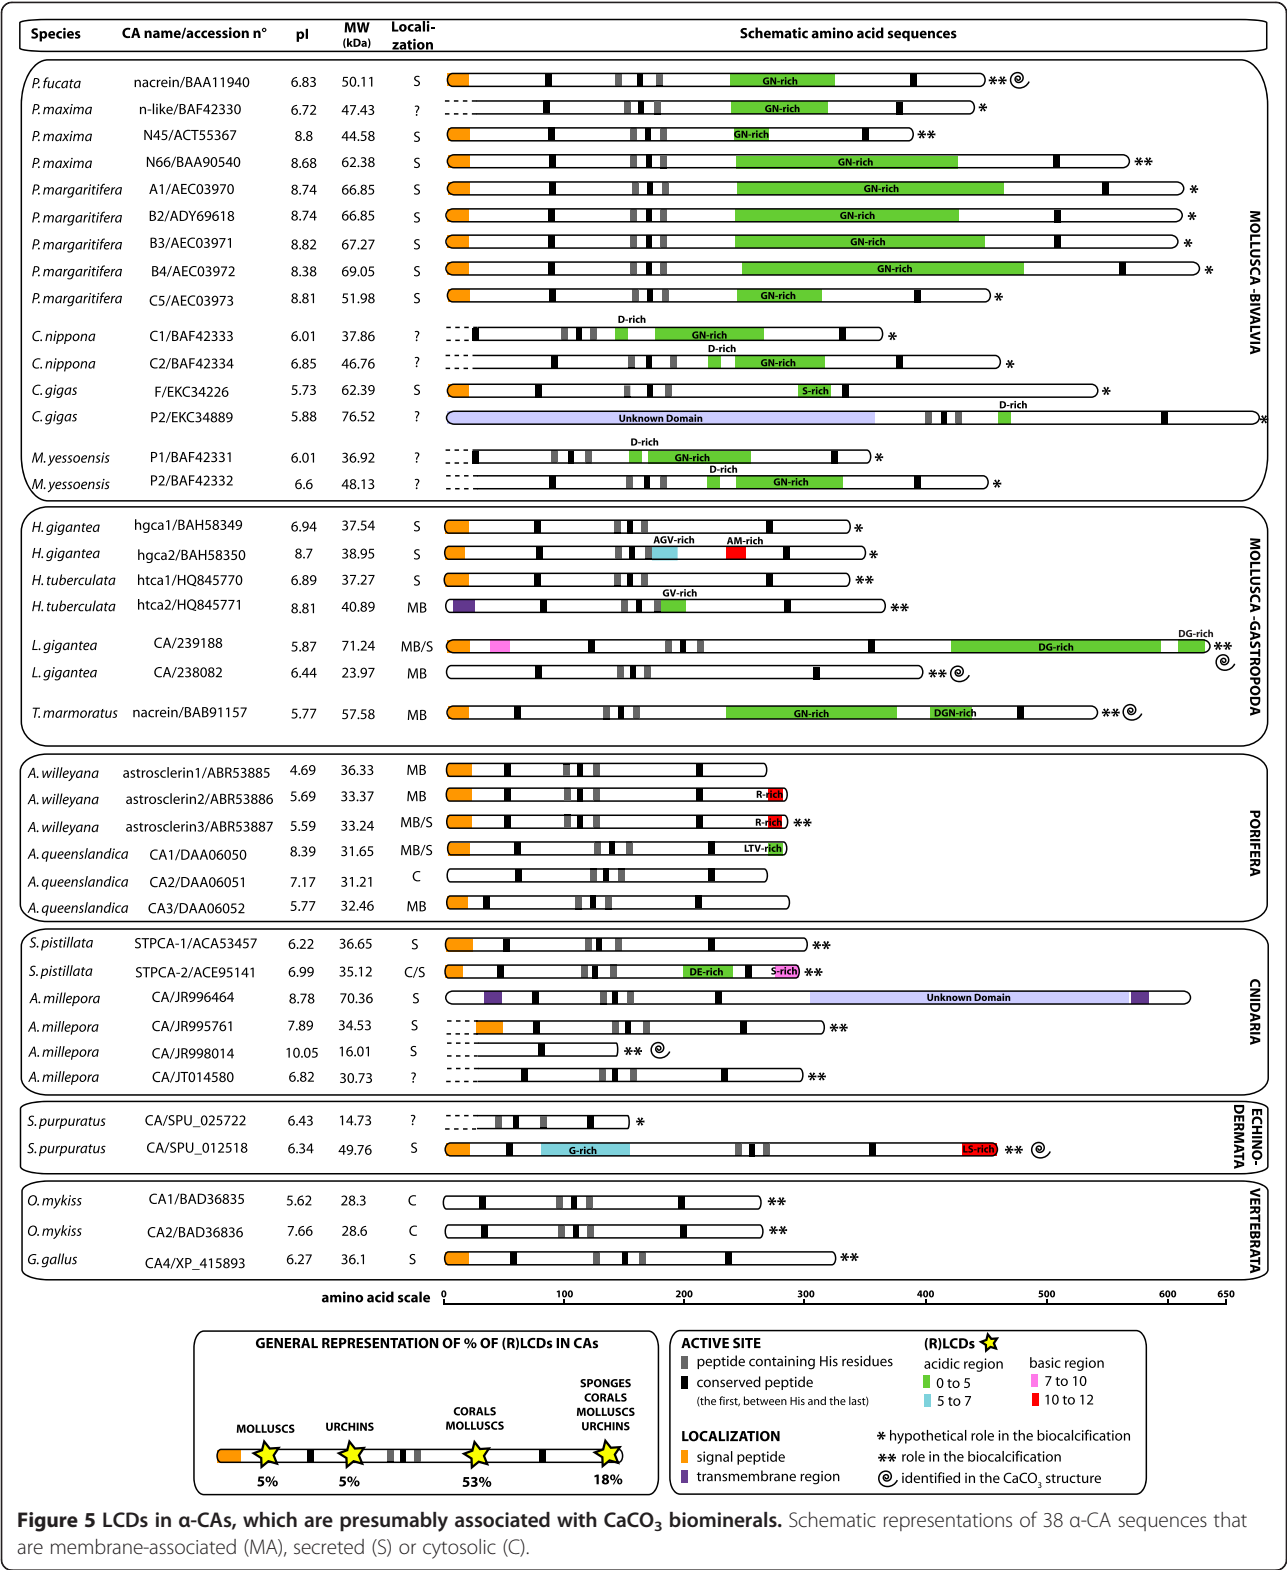 Species CA name/accession n° pI MW (kDa) Locali-zation Schematic amino acid sequences
P. fucata nacrein/BAA11940 6.83 50.11 S GN-rich **
P. maxima n-like/BAF42330 6.72 47.43 ? GN-rich *
P. maxima N45/ACT55367 8.8 44.58 S GN-rich **
P. maxima N66/BAA90540 8.68 62.38 S GN-rich **
P. margaritifera A1/AEC03970 8.74 66.85 S GN-rich *
P. margaritifera B2/ADY69618 8.74 66.85 S GN-rich *
P. margaritifera B3/AEC03971 8.82 67.27 S GN-rich *
P. margaritifera B4/AEC03972 8.38 69.05 S GN-rich *
P. margaritifera C5/AEC03973 8.81 51.98 S GN-rich *
D-rich
C. nippona C1/BAF42333 6.01 37.86 ? GN-rich *
D-rich
C. nippona C2/BAF42334 6.85 46.76 ? GN-rich *
C. gigas F/EKC34226 5.73 62.39 S S-rich *
D-rich
C. gigas P2/EKC34889 5.88 76.52 ? Unknown Domain *
D-rich
M. yessoensis P1/BAF42331 6.01 36.92 ? GN-rich *
D-rich
M. yessoensis P2/BAF42332 6.6 48.13 ? GN-rich *
MOLLUSCA -BIVALVIA
H. gigantea hgca1/BAH58349 6.94 37.54 S *
AGV-rich AM-rich
H. gigantea hgca2/BAH58350 8.7 38.95 S *
H. tuberculata htca1/HQ845770 6.89 37.27 S **
GV-rich
H. tuberculata htca2/HQ845771 8.81 40.89 MB **
DG-rich
L. gigantea CA/239188 5.87 71.24 MB/S DG-rich **
L. gigantea CA/238082 6.44 23.97 MB **
T. marmoratus nacrein/BAB91157 5.77 57.58 MB GN-rich DGN-rich **
MOLLUSCA -GASTROPODA
A. willeyana astrosclerin1/ABR53885 4.69 36.33 MB
A. willeyana astrosclerin2/ABR53886 5.69 33.37 MB R-rich
A. willeyana astrosclerin3/ABR53887 5.59 33.24 MB/S R-rich **
A. queenslandica CA1/DAA06050 8.39 31.65 MB/S LTV-rich
A. queenslandica CA2/DAA06051 7.17 31.21 C
A. queenslandica CA3/DAA06052 5.77 32.46 MB
PORIFERA
S. pistillata STPCA-1/ACA53457 6.22 36.65 S **
S. pistillata STPCA-2/ACE95141 6.99 35.12 C/S DE-rich S-rich **
A. millepora CA/JR996464 8.78 70.36 S Unknown Domain
A. millepora CA/JR995761 7.89 34.53 S **
A. millepora CA/JR998014 10.05 16.01 S **
A. millepora CA/JT014580 6.82 30.73 ? **
CNIDARIA
S. purpuratus CA/SPU_025722 6.43 14.73 ? *
S. purpuratus CA/SPU_012518 6.34 49.76 S G-rich LS-rich **
ECHINO-
DERMATA
O. mykiss CA1/BAD36835 5.62 28.3 C **
O. mykiss CA2/BAD36836 7.66 28.6 C **
G. gallus CA4/XP_415893 6.27 36.1 S **
VERTEBRATA
amino acid scale 0 100 200 300 400 500 600 650
GENERAL REPRESENTATION OF % OF (R)LCDS IN CAs
MOLLUSCS
URCHINS
CORALS
MOLLUSCS
SPONGES
CORALS
MOLLUSCS
URCHINS
5% 5% 53% 18%
ACTIVE SITE
peptide containing His residues
conserved peptide
(the first, between His and the last)
LOCALIZATION
signal peptide
transmembrane region
(R)LCDs
acidic region basic region
0 to 5 7 to 10
5 to 7 10 to 12
* hypothetical role in the biocalcification
** role in the biocalcification
identified in the CaCO3 structure
Figure 5 LCDs in α-CAs, which are presumably associated with CaCO3 biominerals. Schematic representations of 38 α-CA sequences that
are membrane-associated (MA), secreted (S) or cytosolic (C).